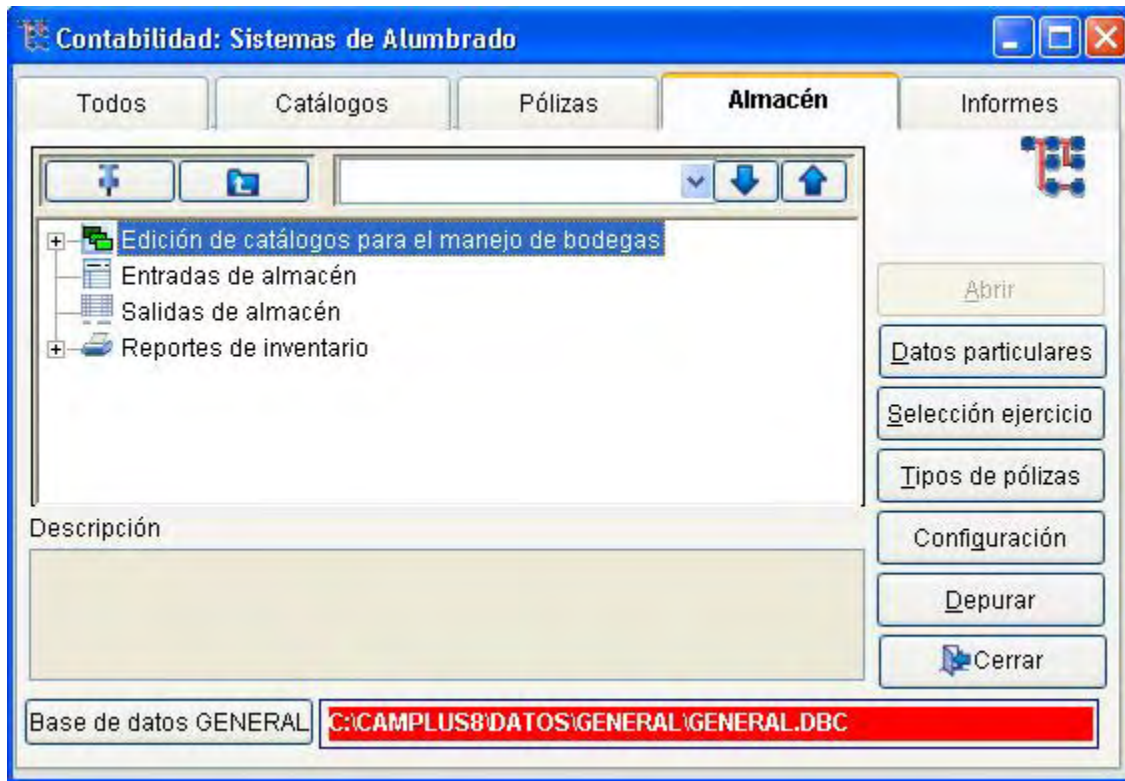 Contabilidad: Sistemas de Alumbrado
Todos
Catálogos
Pólizas
Almacén
Informes
Edición de catálogos para el manejo de bodegas
Entradas de almacén
Salidas de almacén
Reportes de inventario
Abrir
Datos particulares
Selección ejercicio
Tipos de pólizas
Configuración
Depurar
Cerrar
Descripción
Base de datos GENERAL
C:\CAMPLUS8\DATOS\GENERAL\GENERAL.DBC